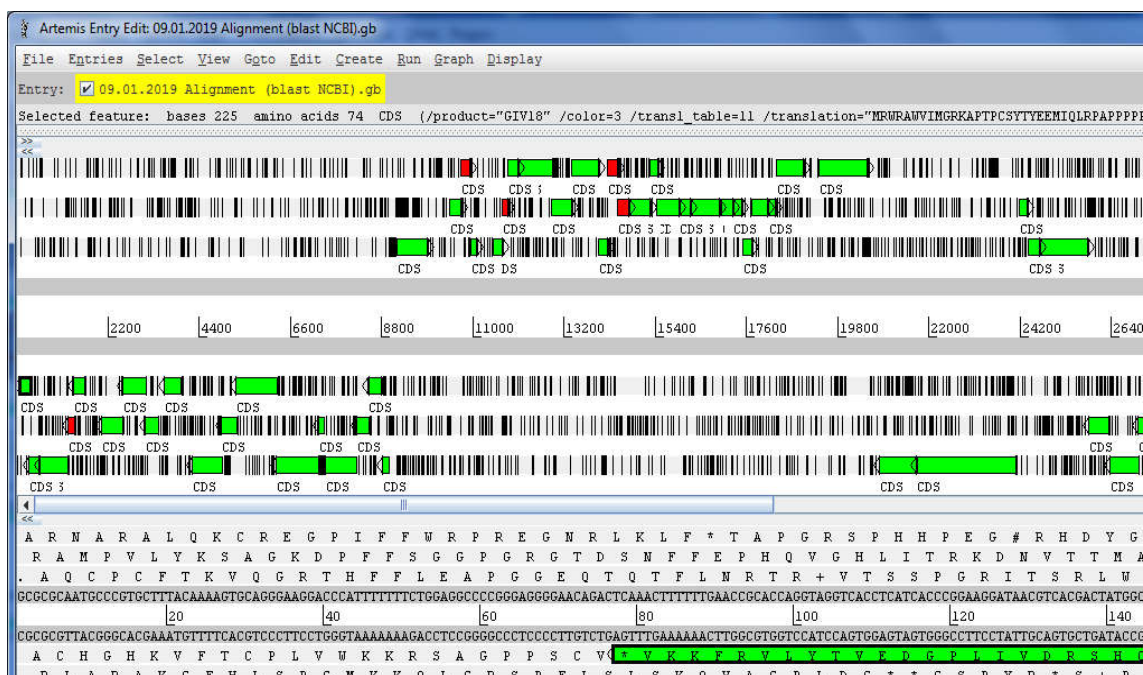 Artemis Entry Edit: 09.01.2019 Alignment (blast NCBI).gb
File Entries Select View Goto Edit Create Run Graph Display
Entry: 09.01.2019 Alignment (blast NCBI).gb
Selected feature: bases 225 amino acids 74 CDS (/product="GIV18" /color=3 /transl_table=11 /translation="MRWRAWVIMGRKAPTPCSYTYEEMIQLRPAPPPPP
>>
<<
CDS CDS S CDS CDS CDS CDS CDS
CDS CDS CDS CDS S CDS S CDS CDS CDS
CDS CDS DS CDS CDS CDS S
2200 4400 6600 8800 11000 13200 15400 17600 19800 22000 24200 2640
CDS CDS CDS CDS CDS CDS
CDS CDS CDS CDS CDS CDS CDS
CDS S CDS CDS CDS CDS CDS CDS CDS
<<
A R N A R A L Q K C R E G P I F F W R P R E G N R L K L F * T A P G R S P H H P E G # R H D Y G
R A M P V L Y K S A G K D P F F S G G P G R G T D S N F F E P H Q V G H L I T R K D N V T T M A
. A Q C P C F T K V Q G R T H F F L E A P G G E Q T Q T F L N R T R + V T S S P G R I T S R L W
GCGCGCAATGCCCGTGCTTTACAAAAGTGCAGGGAAGGACCCATTTTTTTCTGGAGGCCCCGGGAGGGGAACAGACTCAAACTTTTTTGAACCGCACCAGGTAGGTCACCTCATCACCCGGAAGGATAACGTCACGACTATGGC
20 40 60 80 100 120 140
CGCGCGTTACGGGCACGAAATGTTTTCACGTCCCTTCCTGGGTAAAAAAAGACCTCCGGGGCCCTCCCCTTGTCTGAGTTTGAAAAAACTTGGCGTGGTCCATCCAGTGGAGTAGTGGGCCTTCCTATTGCAGTGCTGATACCG
A C H G H K V F T C P L V W K K R S A G P P S C V * V K K F R V L Y T V E D G P L I V D R S H